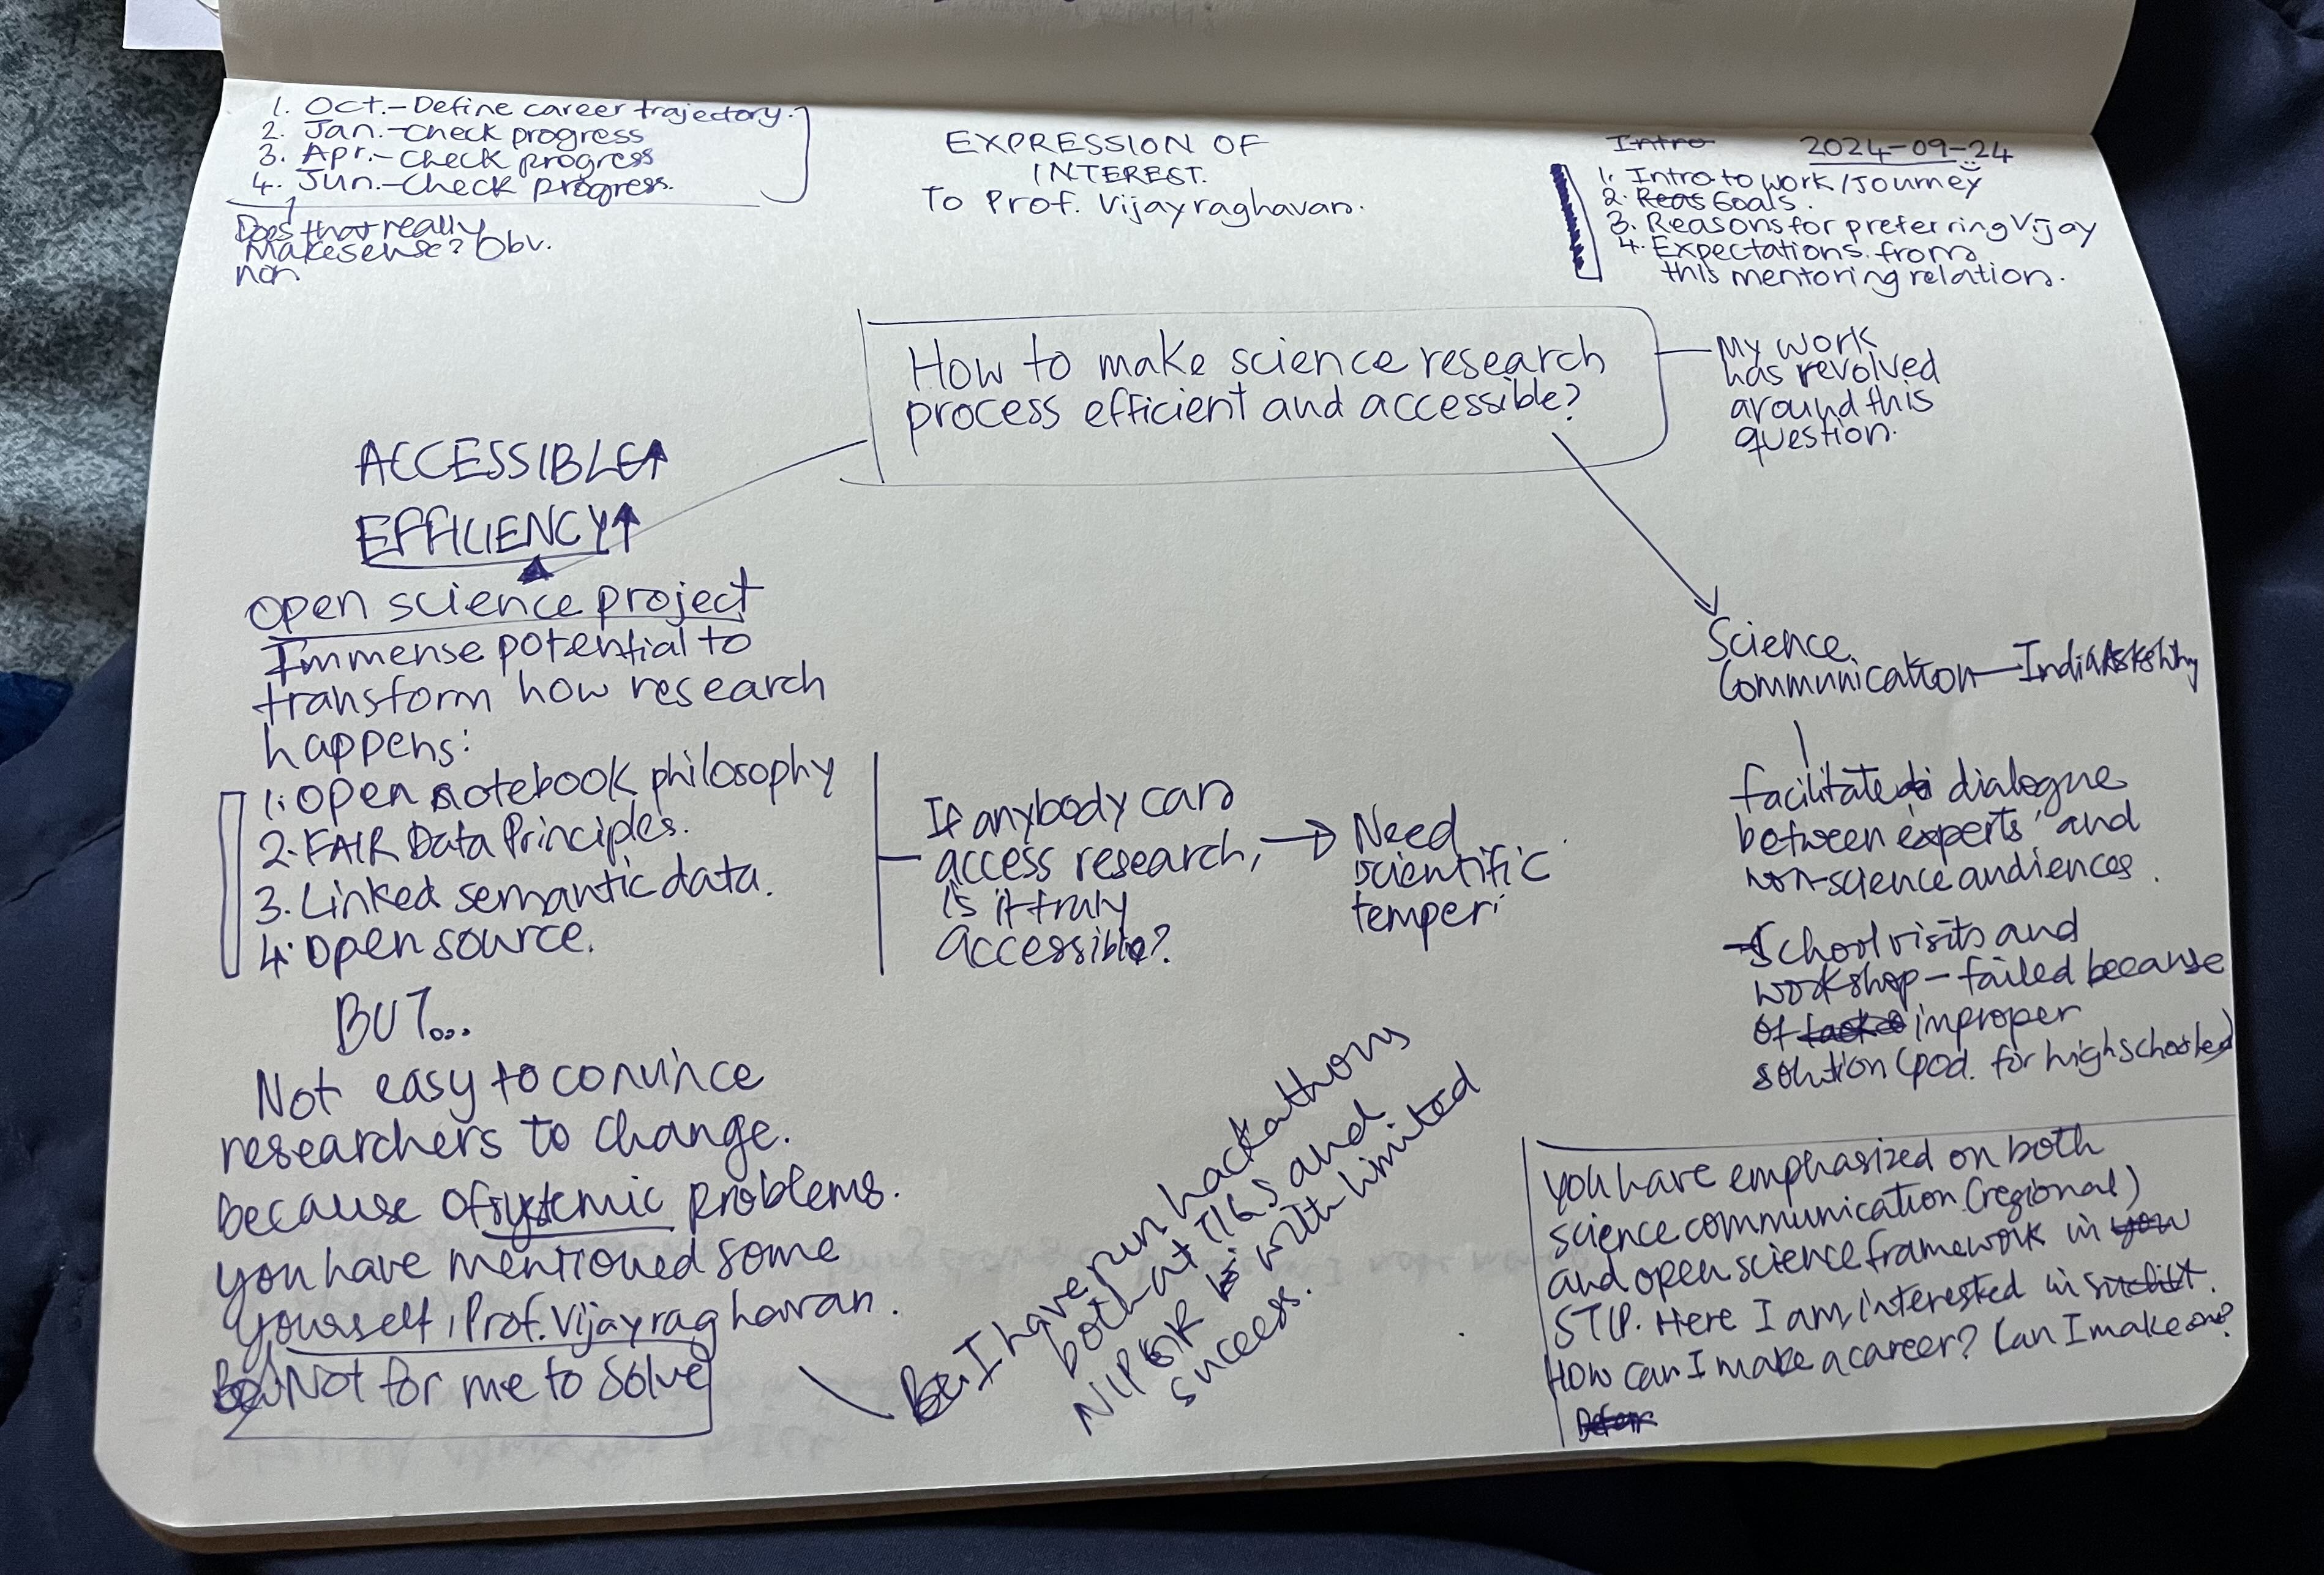 1. Oct.-Define career trajectory.
2. Jan.-check progress
3. Apr.-check progress
4. Jun.-check progress.
Does that really
make sense? Obv.
non
EXPRESSION OF
INTEREST.
To Prof. Vijayraghavan.
Intro
2024-09-24
1. Intro to work/Journey
2. Reas Goals.
3. Reasons for preferring Vijay
4. Expectations from
this mentoring relation.
How to make science research
process efficient and accessible?
My work
has revolved
around this
question.
ACCESSIBLE↑
EFFICIENCY↑
Open science project
Immense potential to
transform how research
happens:
1. Open notebook philosophy
2. FAIR Data Principles.
3. Linked semantic data.
4. Open source.
If anybody can
access research,
is it truly
accessible?
→ Need
scientific
temper.
BUT...
Not easy to convince
researchers to change.
because of systemic problems.
you have mentioned some
yourself, Prof. Vijayraghavan.
Not for me to solve
I have run hackathons
both at TIGS and
NIPGR with limited
success.
Science
Communication—IndiAsksWhy
facilitate dialogue
between 'experts' and
non-science audiences.
School visits and
workshop – failed because
of lack improper
solution (pod. for highschooler)
you have emphasized on both
science communication (regional)
and open science framework in you
STIP. Here I am, interested in
How can I make a career? Can I make one?